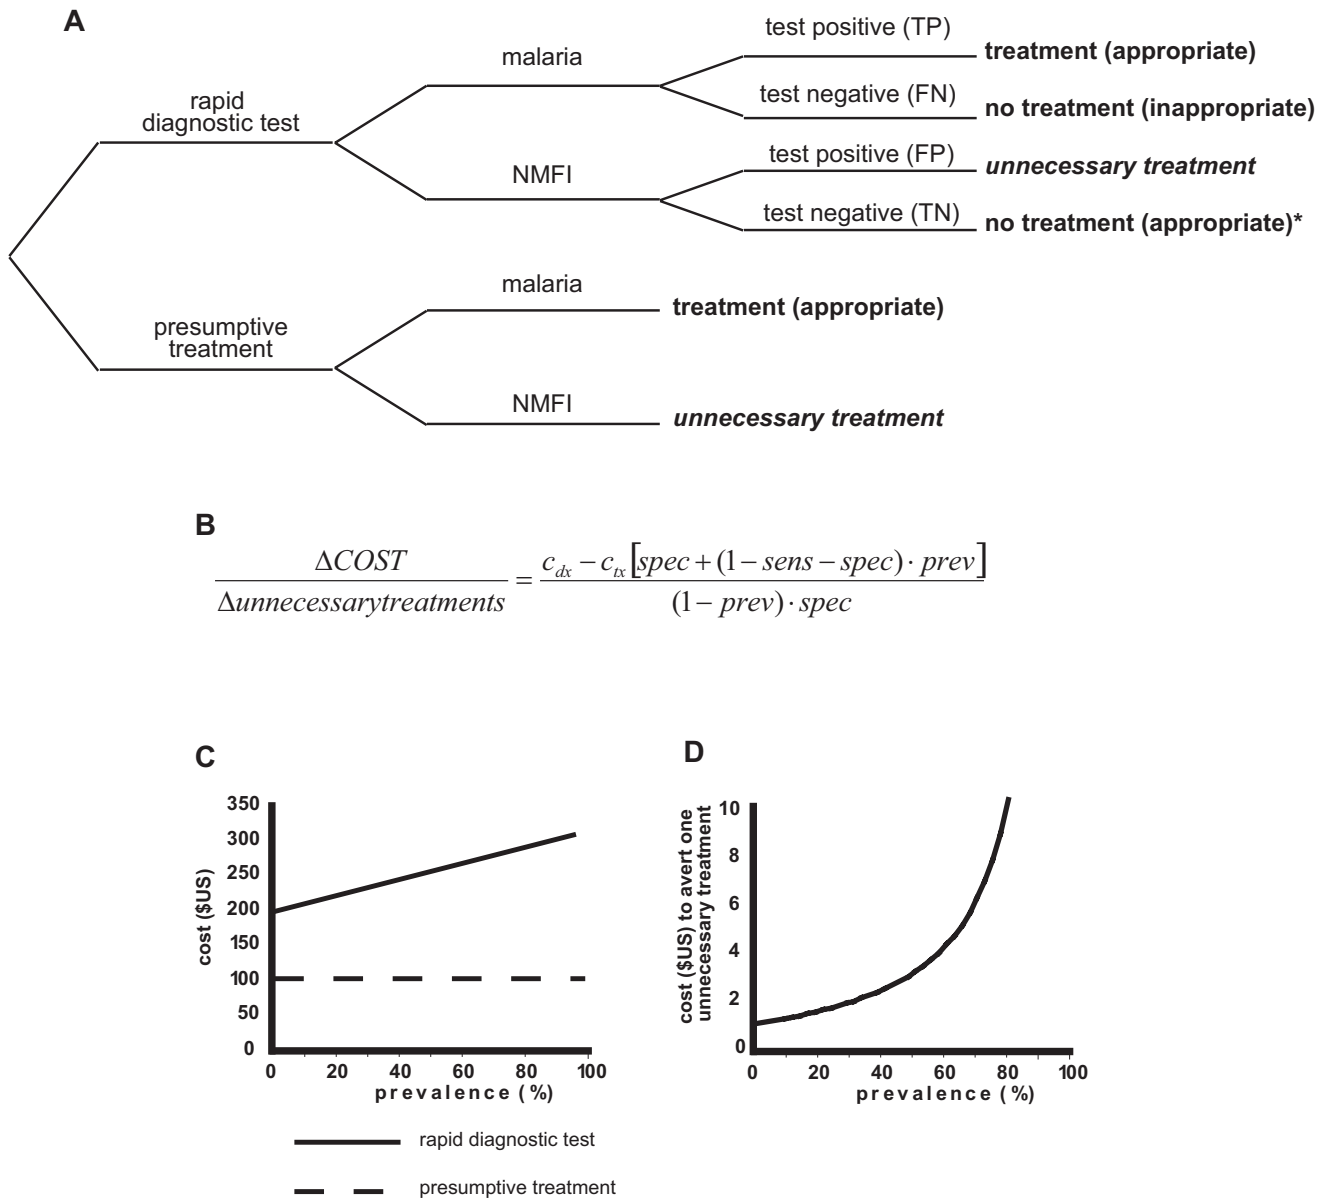 A
rapid
diagnostic test
malaria
test positive (TP)
treatment (appropriate)
test negative (FN)
no treatment (inappropriate)
NMFI
test positive (FP)
unnecessary treatment
test negative (TN)
no treatment (appropriate)*
presumptive
treatment
malaria
treatment (appropriate)
NMFI
unnecessary treatment
B
ΔCOST / Δunnecessarytreatments = c_dx − c_tx [spec + (1 − sens − spec) · prev] / (1 − prev) · spec
C
cost ($US)
350
300
250
200
150
100
50
0
0 20 40 60 80 100
prevalence (%)
rapid diagnostic test
presumptive treatment
D
cost ($US) to avert one
unnecessary treatment
10
8
6
4
2
0
0 20 40 60 80 100
prevalence (%)